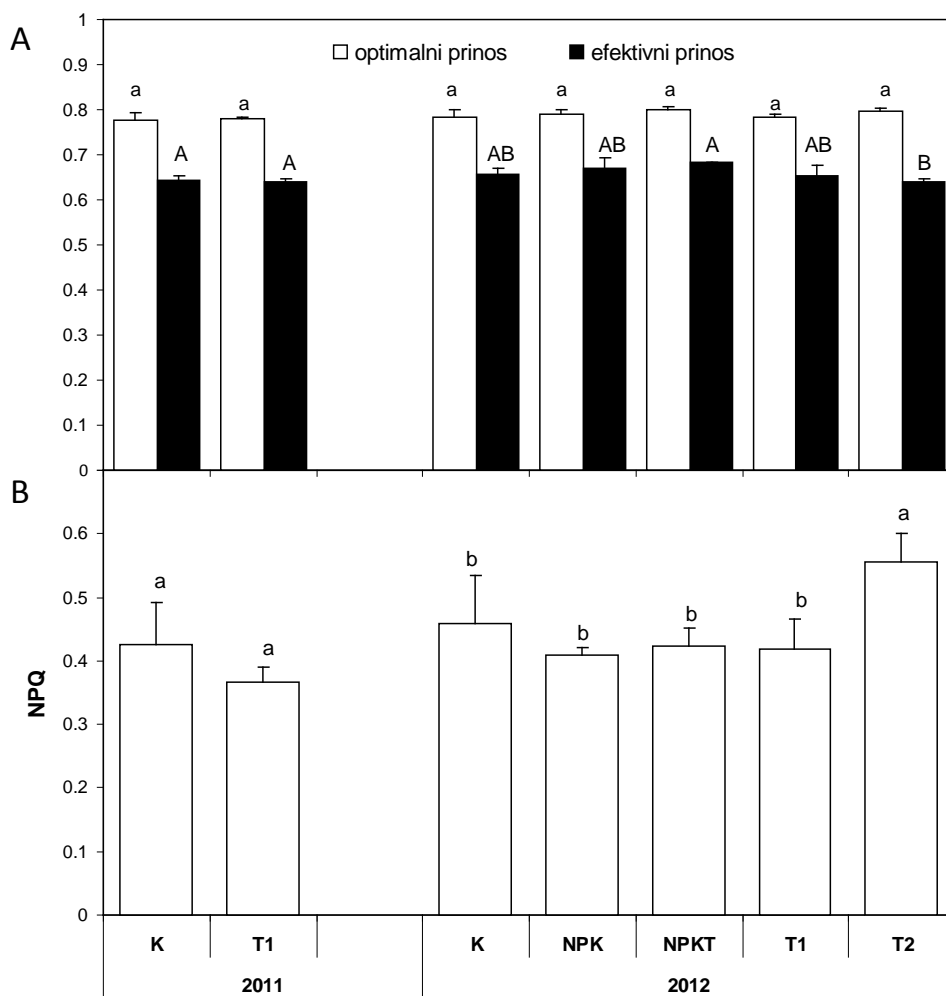 A
optimalni prinos efektivni prinos
1
0.9
0.8
0.7
0.6
0.5
0.4
0.3
0.2
0.1
0
a a a a a a a
A A AB AB A AB B
B
NPQ
0.6
0.5
0.4
0.3
0.2
0.1
0
a a b b b b a
K T1 K NPK NPKT T1 T2
2011 2012